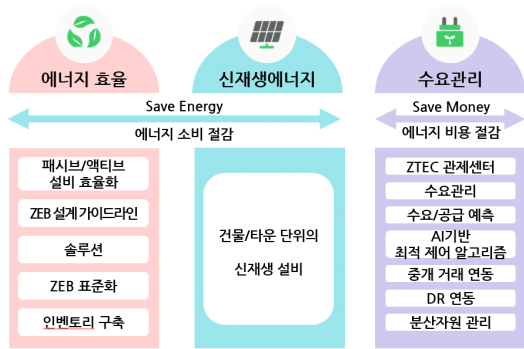 에너지 효율
신재생에너지
수요관리
Save Energy
에너지 소비 절감
Save Money
에너지 비용 절감
패시브/액티브
설비 효율화
ZEB 설계 가이드라인
솔루션
ZEB 표준화
인벤토리 구축
건물/타운 단위의
신재생 설비
ZTEC 관제센터
수요관리
수요/공급 예측
AI기반
최적 제어 알고리즘
중개 거래 연동
DR 연동
분산자원 관리